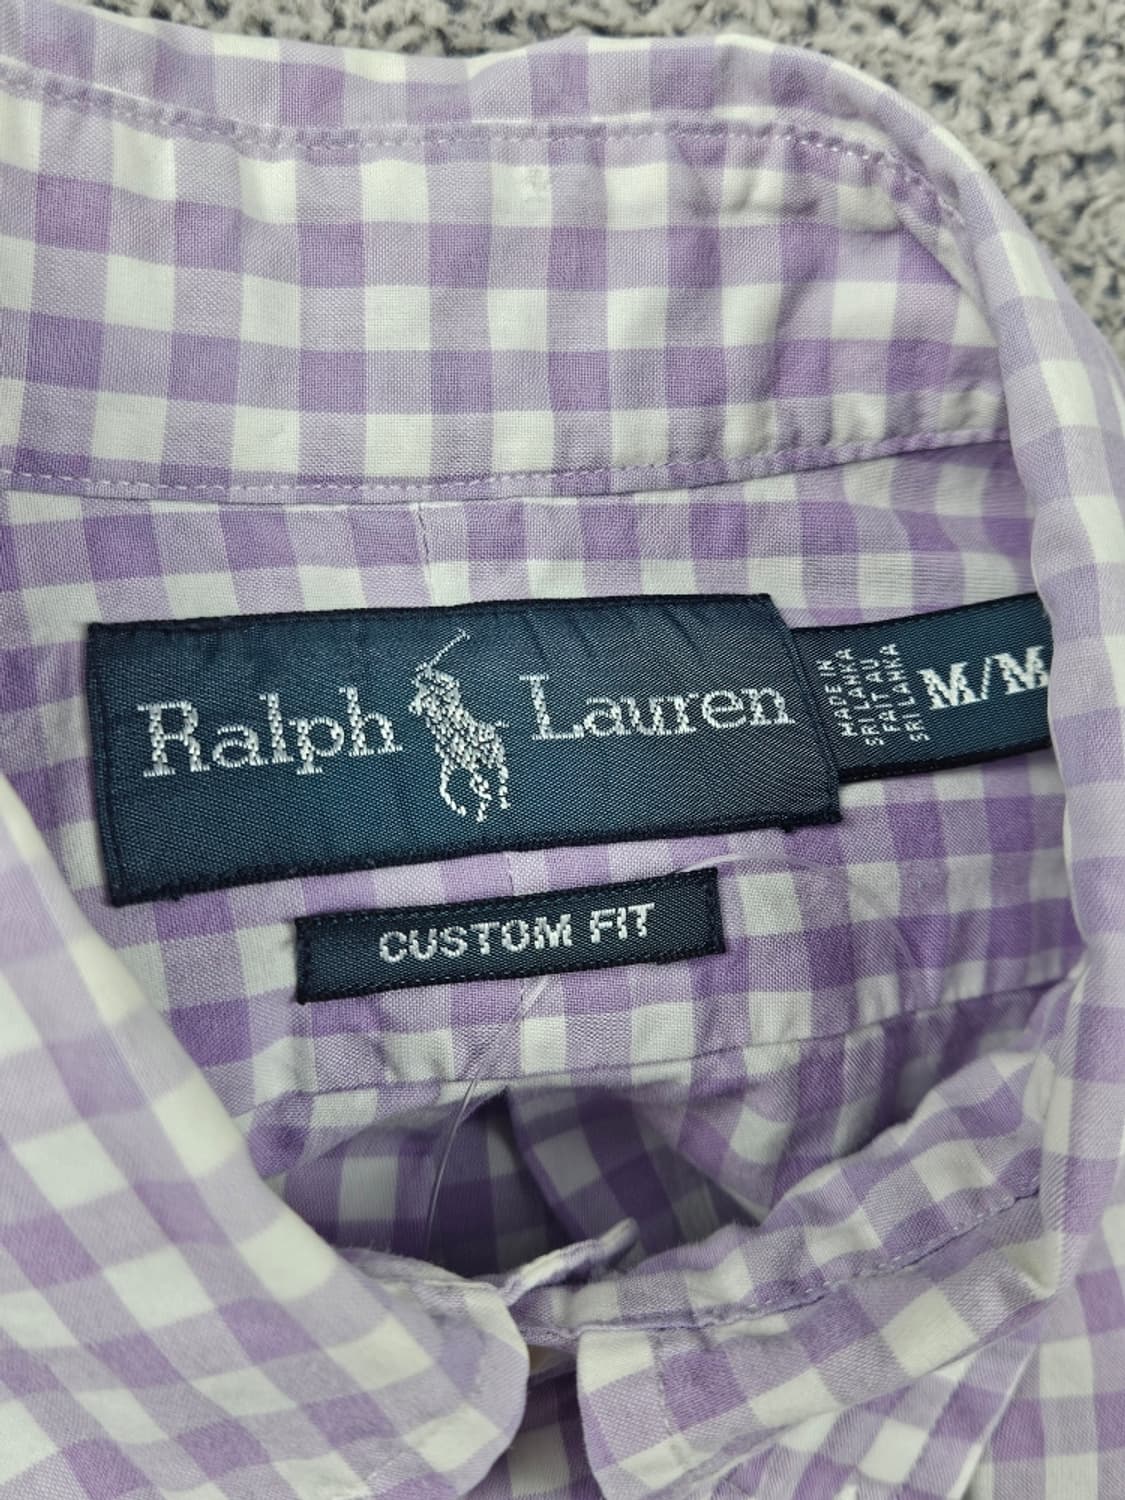 Ralph Lauren
MADE IN
SRI LANKA
FAIT AU
SRI LANKA
M/M
CUSTOM FIT